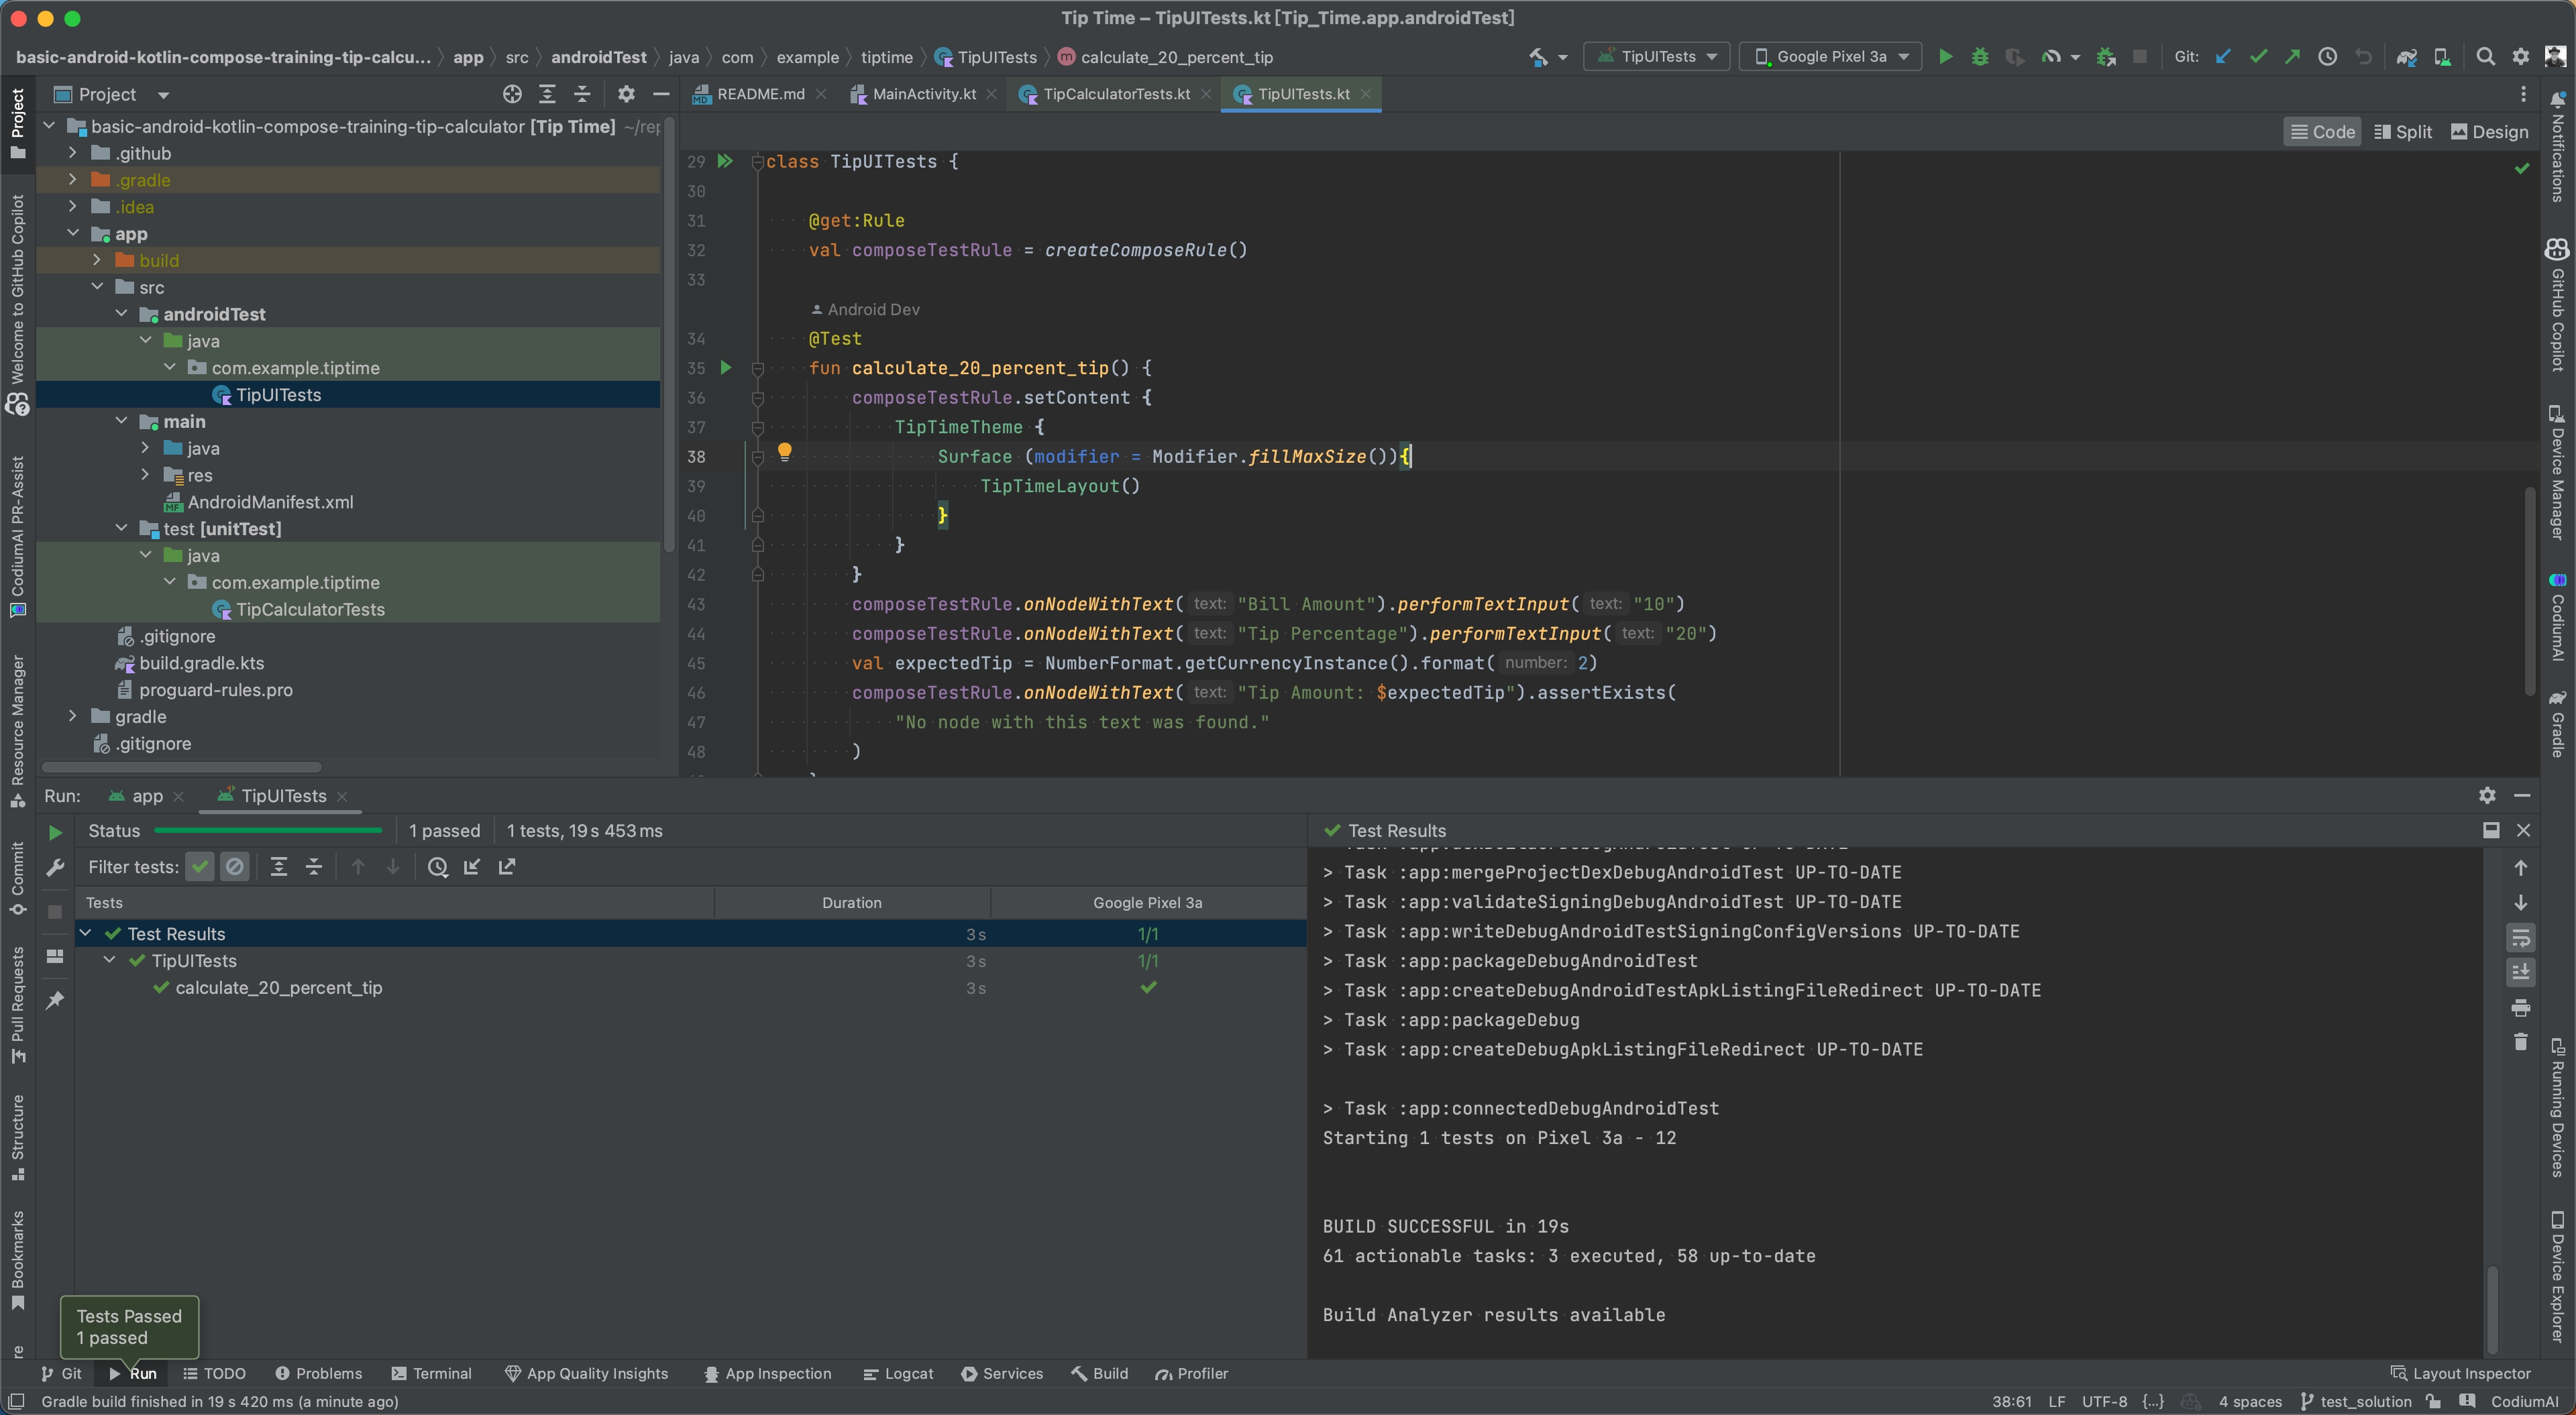 Tip Time – TipUITests.kt [Tip_Time.app.androidTest]
basic-android-kotlin-compose-training-tip-calcu... app src androidTest java com example tiptime TipUITests calculate_20_percent_tip TipUITests Google Pixel 3a Git:
Project
README.md MainActivity.kt TipCalculatorTests.kt TipUITests.kt
Code Split Design
basic-android-kotlin-compose-training-tip-calculator [Tip Time]
.github
.gradle
.idea
app
build
src
androidTest
java
com.example.tiptime
TipUITests
main
java
res
AndroidManifest.xml
test [unitTest]
java
com.example.tiptime
TipCalculatorTests
.gitignore
build.gradle.kts
proguard-rules.pro
gradle
.gitignore
29 class TipUITests {
30
31 @get:Rule
32 val composeTestRule = createComposeRule()
33
Android Dev
34 @Test
35 fun calculate_20_percent_tip() {
36 composeTestRule.setContent {
37 TipTimeTheme {
38 Surface (modifier = Modifier.fillMaxSize()){
39 TipTimeLayout()
40 }
41 }
42 }
43 composeTestRule.onNodeWithText( text: "Bill Amount").performTextInput( text: "10")
44 composeTestRule.onNodeWithText( text: "Tip Percentage").performTextInput( text: "20")
45 val expectedTip = NumberFormat.getCurrencyInstance().format( number: 2)
46 composeTestRule.onNodeWithText( text: "Tip Amount: $expectedTip").assertExists(
47 "No node with this text was found."
48 )
Project
Welcome to GitHub Copilot
CodiumAI PR-Assist
Resource Manager
Commit
Pull Requests
Structure
Bookmarks
Notifications
GitHub Copilot
Device Manager
CodiumAI
Gradle
Running Devices
Device Explorer
Run: app TipUITests
Status 1 passed 1 tests, 19 s 453 ms
Filter tests:
Tests Duration Google Pixel 3a
Test Results 3 s 1/1
TipUITests 3 s 1/1
calculate_20_percent_tip 3 s
Test Results
> Task :app:mergeProjectDexDebugAndroidTest UP-TO-DATE
> Task :app:validateSigningDebugAndroidTest UP-TO-DATE
> Task :app:writeDebugAndroidTestSigningConfigVersions UP-TO-DATE
> Task :app:packageDebugAndroidTest
> Task :app:createDebugAndroidTestApkListingFileRedirect UP-TO-DATE
> Task :app:packageDebug
> Task :app:createDebugApkListingFileRedirect UP-TO-DATE
> Task :app:connectedDebugAndroidTest
Starting 1 tests on Pixel 3a - 12
BUILD SUCCESSFUL in 19s
61 actionable tasks: 3 executed, 58 up-to-date
Build Analyzer results available
Tests Passed
1 passed
Git Run TODO Problems Terminal App Quality Insights App Inspection Logcat Services Build Profiler Layout Inspector
Gradle build finished in 19 s 420 ms (a minute ago) 38:61 LF UTF-8 {...} 4 spaces test_solution CodiumAI